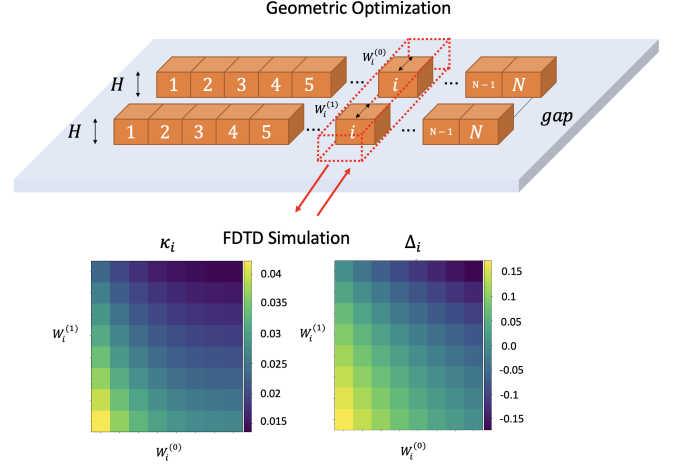 Geometric Optimization
W_i^(0)
H
1 2 3 4 5 ... i ... N-1 N
W_i^(1)
H
1 2 3 4 5 ... i ... N-1 N
gap
FDTD Simulation
κ_i
Δ_i
W_i^(1)
0.04
0.03
0.03
0.025
0.02
0.015
W_i^(0)
W_i^(1)
0.15
0.10
0.05
0.0
-0.05
-0.1
-0.15
W_i^(0)